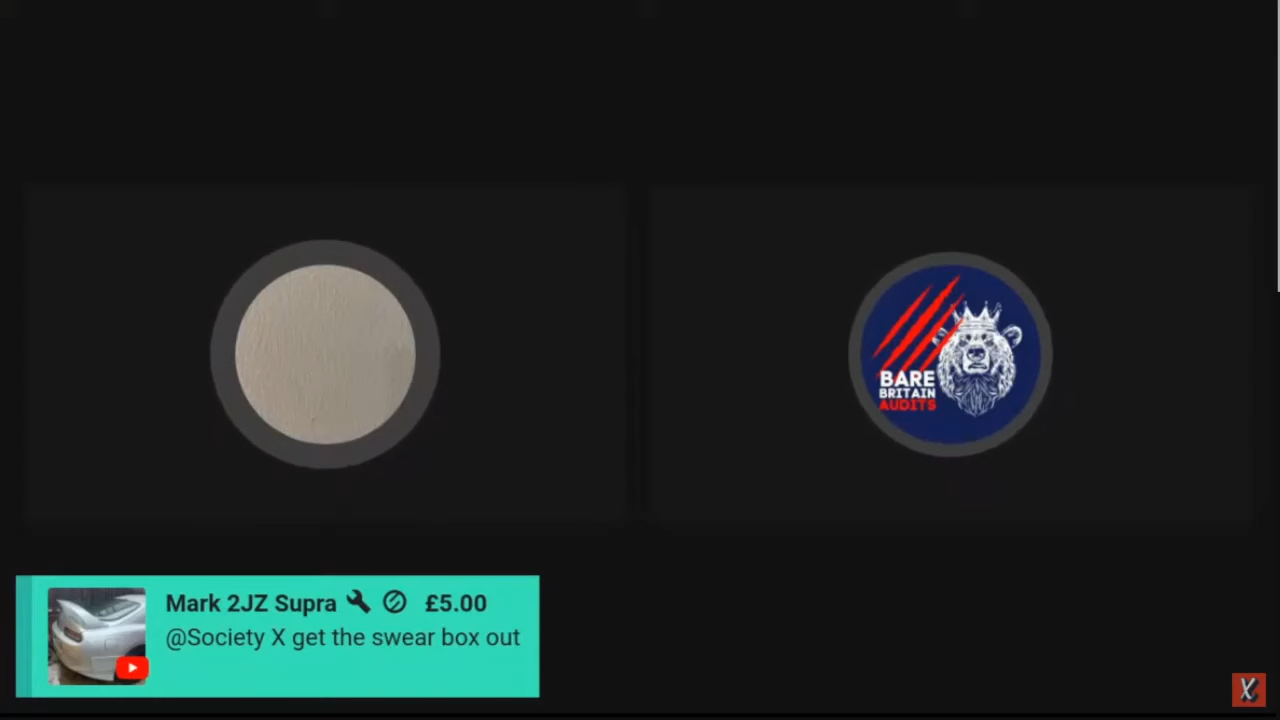 BARE
BRITAIN
AUDITS
Mark 2JZ Supra £5.00
@Society X get the swear box out
X